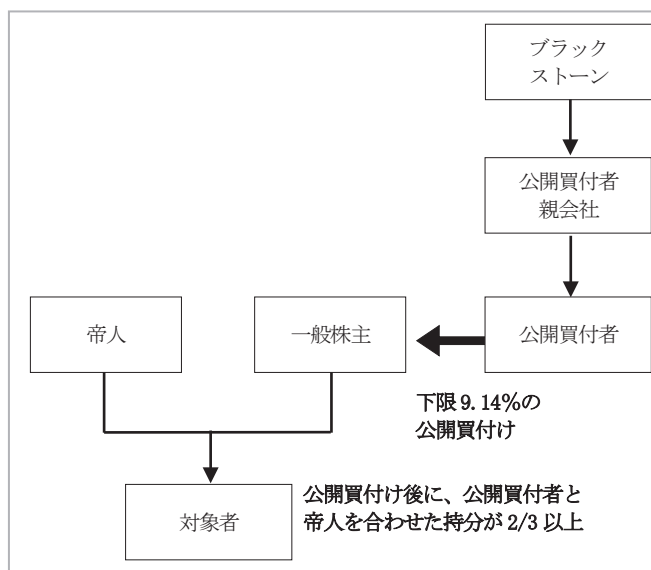 ブラック
ストーン
公開買付者
親会社
帝人
一般株主
公開買付者
下限 9.14%の
公開買付け
対象者
公開買付け後に、公開買付者と
帝人を合わせた持分が 2/3 以上